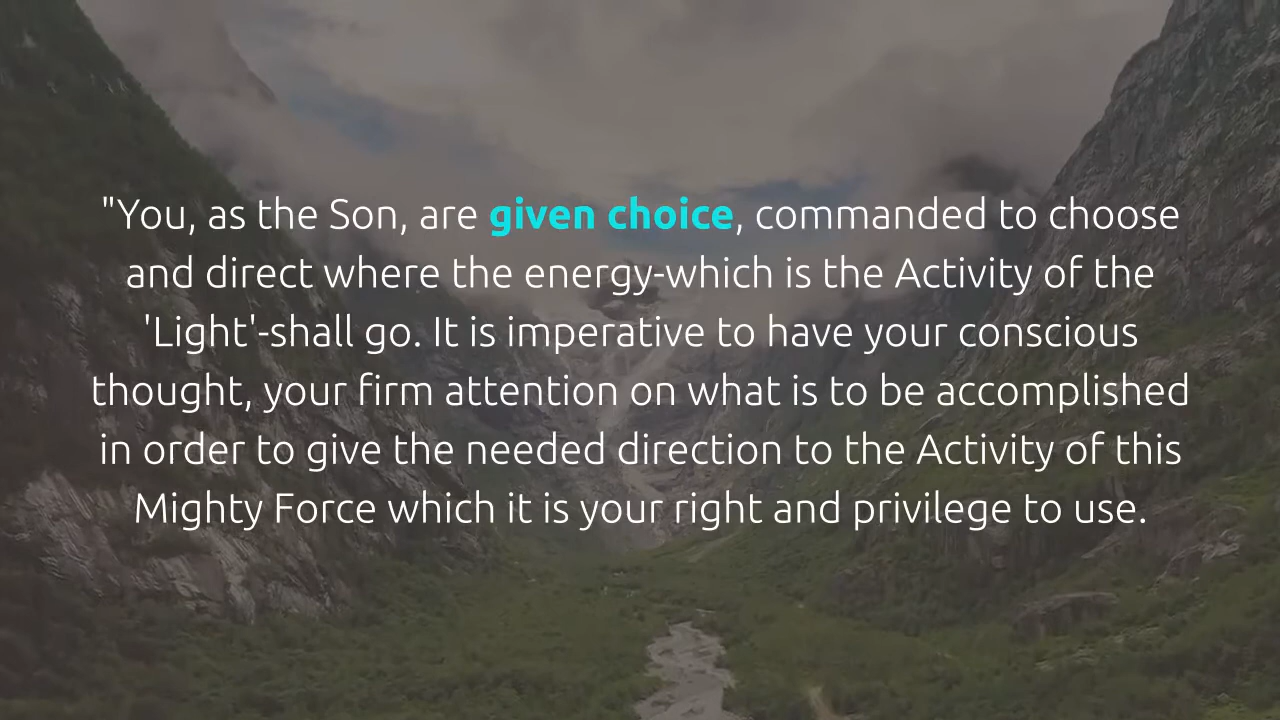 "You, as the Son, are given choice, commanded to choose
and direct where the energy-which is the Activity of the
'Light'-shall go. It is imperative to have your conscious
thought, your firm attention on what is to be accomplished
in order to give the needed direction to the Activity of this
Mighty Force which it is your right and privilege to use.